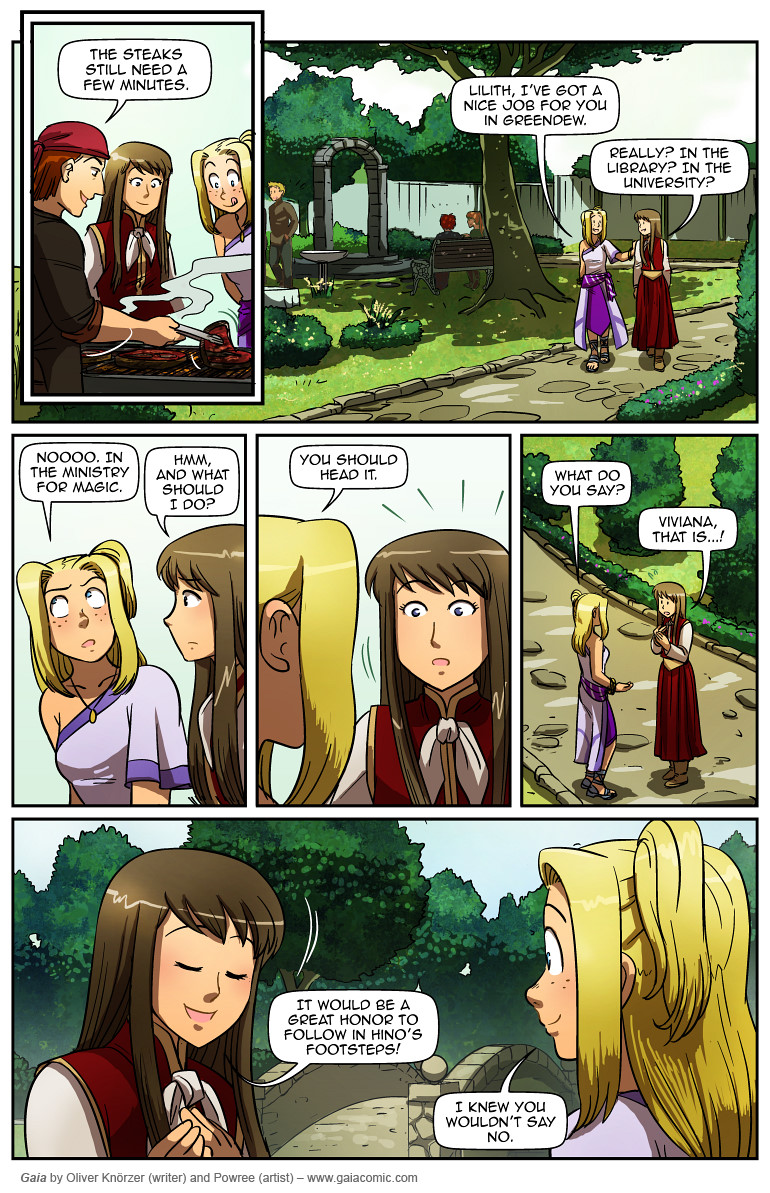 THE STEAKS
STILL NEED A
FEW MINUTES.
LILITH, I'VE GOT A
NICE JOB FOR YOU
IN GREENDEW.
REALLY? IN THE
LIBRARY? IN THE
UNIVERSITY?
NOOOO. IN
THE MINISTRY
FOR MAGIC.
HMM,
AND WHAT
SHOULD
I DO?
YOU SHOULD
HEAD IT.
WHAT DO
YOU SAY?
VIVIANA,
THAT IS...!
IT WOULD BE A
GREAT HONOR TO
FOLLOW IN HINO'S
FOOTSTEPS!
I KNEW YOU
WOULDN'T SAY
NO.
Gaia by Oliver Knörzer (writer) and Powree (artist) – www.gaiacomic.com